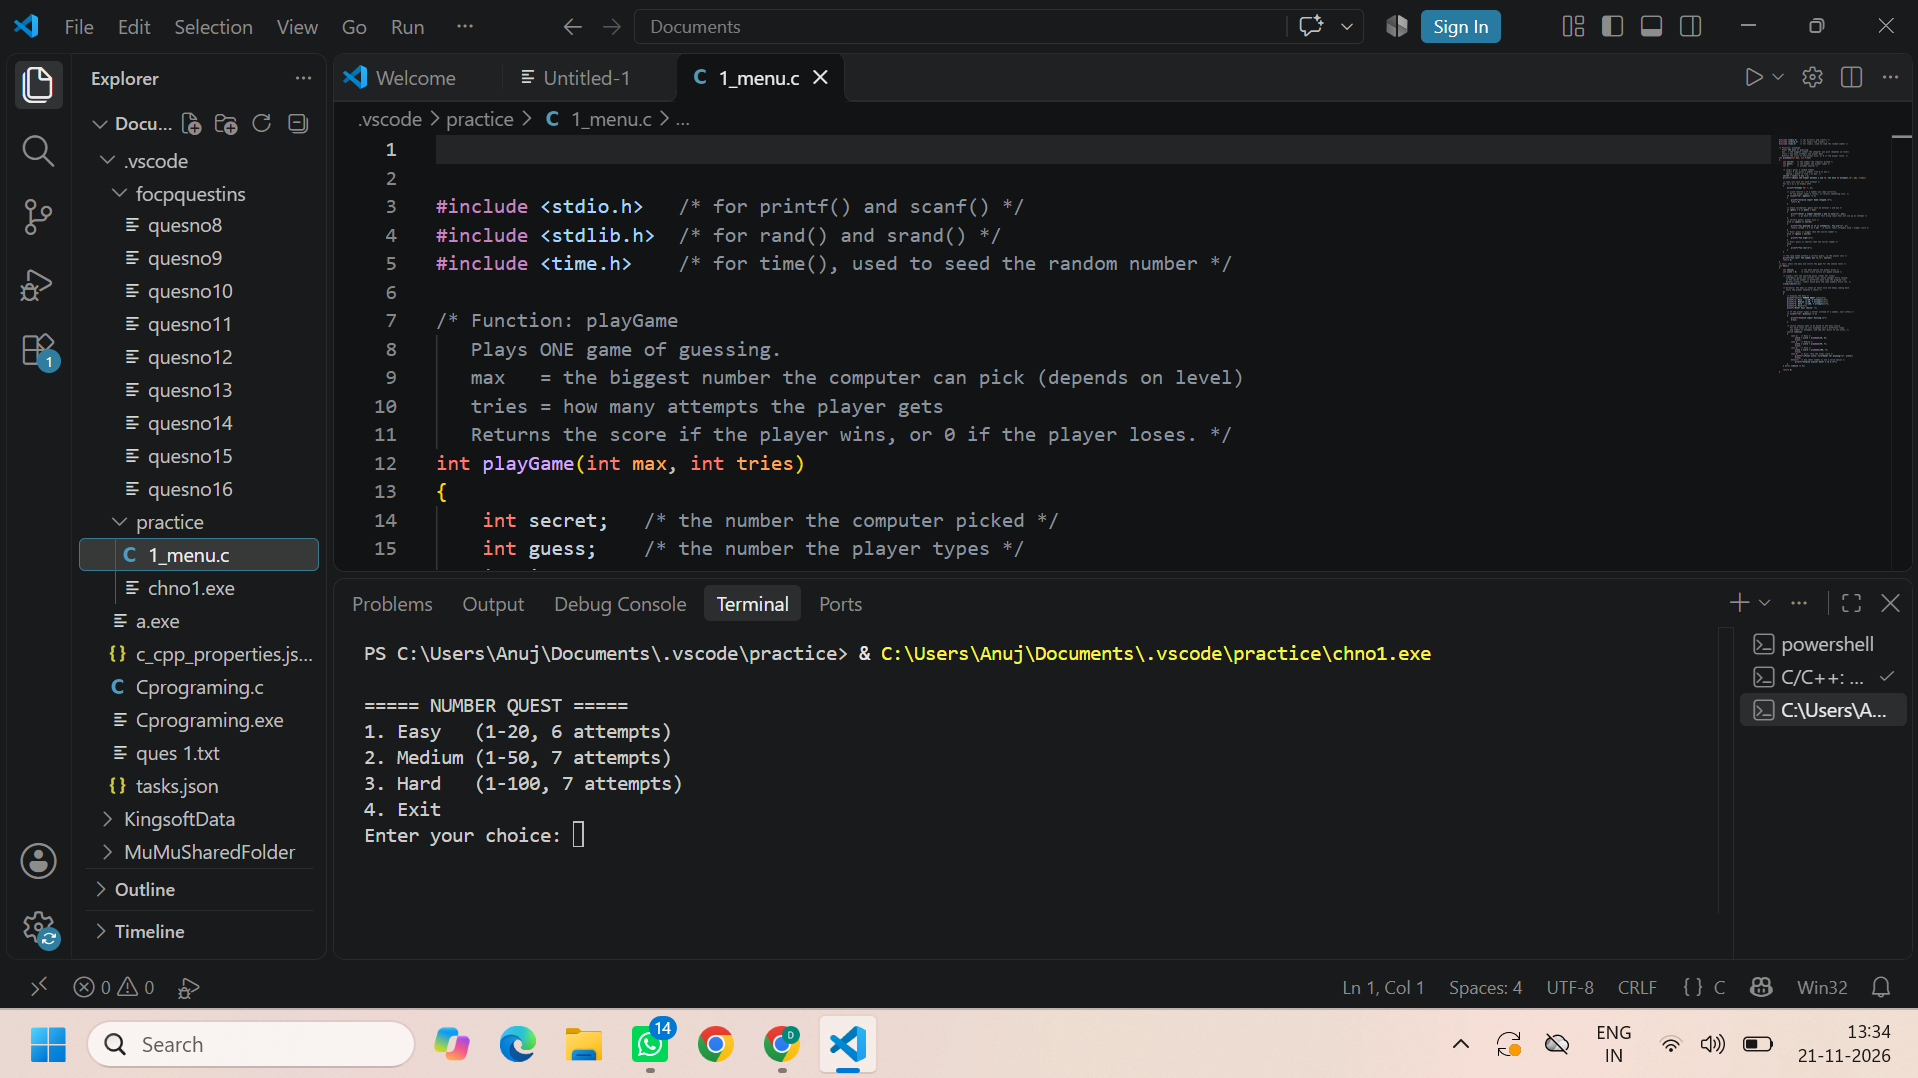 File Edit Selection View Go Run ...
Documents
Sign In
Explorer
Docu...
.vscode
focpquestins
quesno8
quesno9
quesno10
quesno11
quesno12
quesno13
quesno14
quesno15
quesno16
practice
C 1_menu.c
chno1.exe
a.exe
{} c_cpp_properties.js...
C Cprograming.c
Cprograming.exe
ques 1.txt
{} tasks.json
KingsoftData
MuMuSharedFolder
Outline
Timeline
1
Welcome
Untitled-1
C 1_menu.c
.vscode > practice > C 1_menu.c > ...
1
2
3 #include <stdio.h> /* for printf() and scanf() */
4 #include <stdlib.h> /* for rand() and srand() */
5 #include <time.h> /* for time(), used to seed the random number */
6
7 /* Function: playGame
8 Plays ONE game of guessing.
9 max = the biggest number the computer can pick (depends on level)
10 tries = how many attempts the player gets
11 Returns the score if the player wins, or 0 if the player loses. */
12 int playGame(int max, int tries)
13 {
14 int secret; /* the number the computer picked */
15 int guess; /* the number the player types */
Problems Output Debug Console Terminal Ports
PS C:\Users\Anuj\Documents\.vscode\practice> & C:\Users\Anuj\Documents\.vscode\practice\chno1.exe
===== NUMBER QUEST =====
1. Easy (1-20, 6 attempts)
2. Medium (1-50, 7 attempts)
3. Hard (1-100, 7 attempts)
4. Exit
Enter your choice:
powershell
C/C++: ...
C:\Users\A...
0 0
Ln 1, Col 1 Spaces: 4 UTF-8 CRLF {} C Win32
Search
14
D
ENG
IN
13:34
21-11-2026